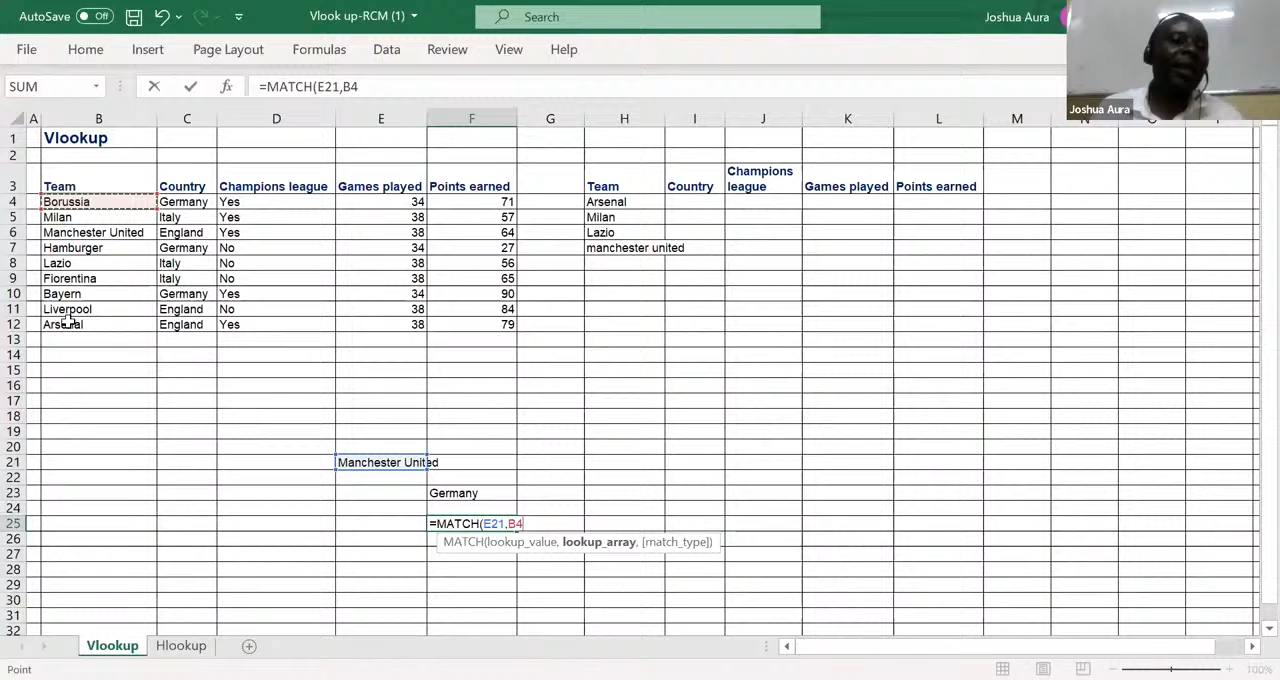 AutoSave Off Vlook up-RCM (1) Search Joshua Aura
File Home Insert Page Layout Formulas Data Review View Help
SUM fx =MATCH(E21,B4
Joshua Aura
A B C D E F G H I J K L M
1 Vlookup
2
3 Team Country Champions league Games played Points earned Team Country Champions league Games played Points earned
4 Borussia Germany Yes 34 71 Arsenal
5 Milan Italy Yes 38 57 Milan
6 Manchester United England Yes 38 64 Lazio
7 Hamburger Germany No 34 27 manchester united
8 Lazio Italy No 38 56
9 Fiorentina Italy No 38 65
10 Bayern Germany Yes 34 90
11 Liverpool England No 38 84
12 Arsenal England Yes 38 79
13
14
15
16
17
18
19
20
21 Manchester United
22
23 Germany
24
25 =MATCH(E21,B4
26 MATCH(lookup_value, lookup_array, [match_type])
27
28
29
30
31
32
Vlookup Hlookup
Point 100%